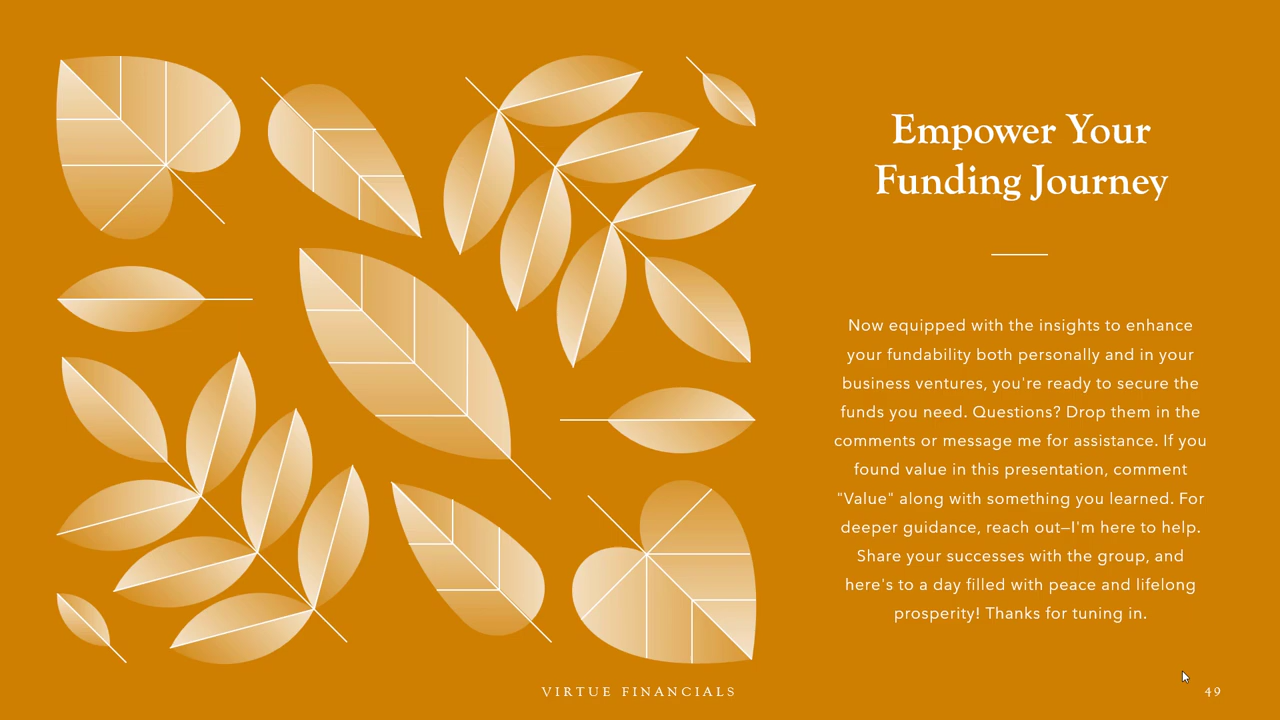 Empower Your
Funding Journey
Now equipped with the insights to enhance
your fundability both personally and in your
business ventures, you're ready to secure the
funds you need. Questions? Drop them in the
comments or message me for assistance. If you
found value in this presentation, comment
"Value" along with something you learned. For
deeper guidance, reach out—I'm here to help.
Share your successes with the group, and
here's to a day filled with peace and lifelong
prosperity! Thanks for tuning in.
VIRTUE FINANCIALS
49